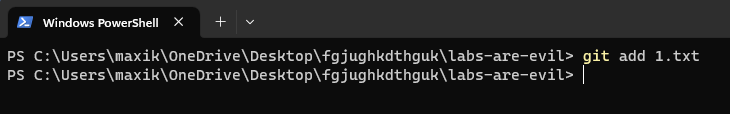 Windows PowerShell
PS C:\Users\maxik\OneDrive\Desktop\fgjughkdthguk\labs-are-evil> git add 1.txt
PS C:\Users\maxik\OneDrive\Desktop\fgjughkdthguk\labs-are-evil>